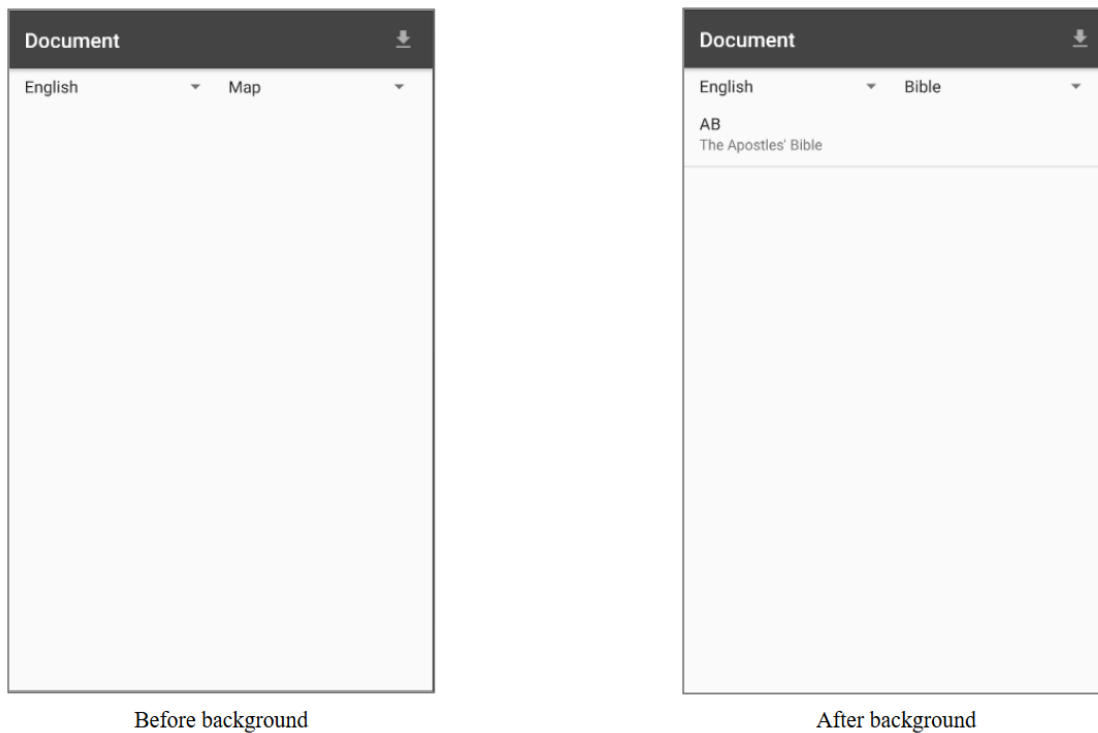 Document
English Map
Before background
Document
English Bible
AB
The Apostles' Bible
After background